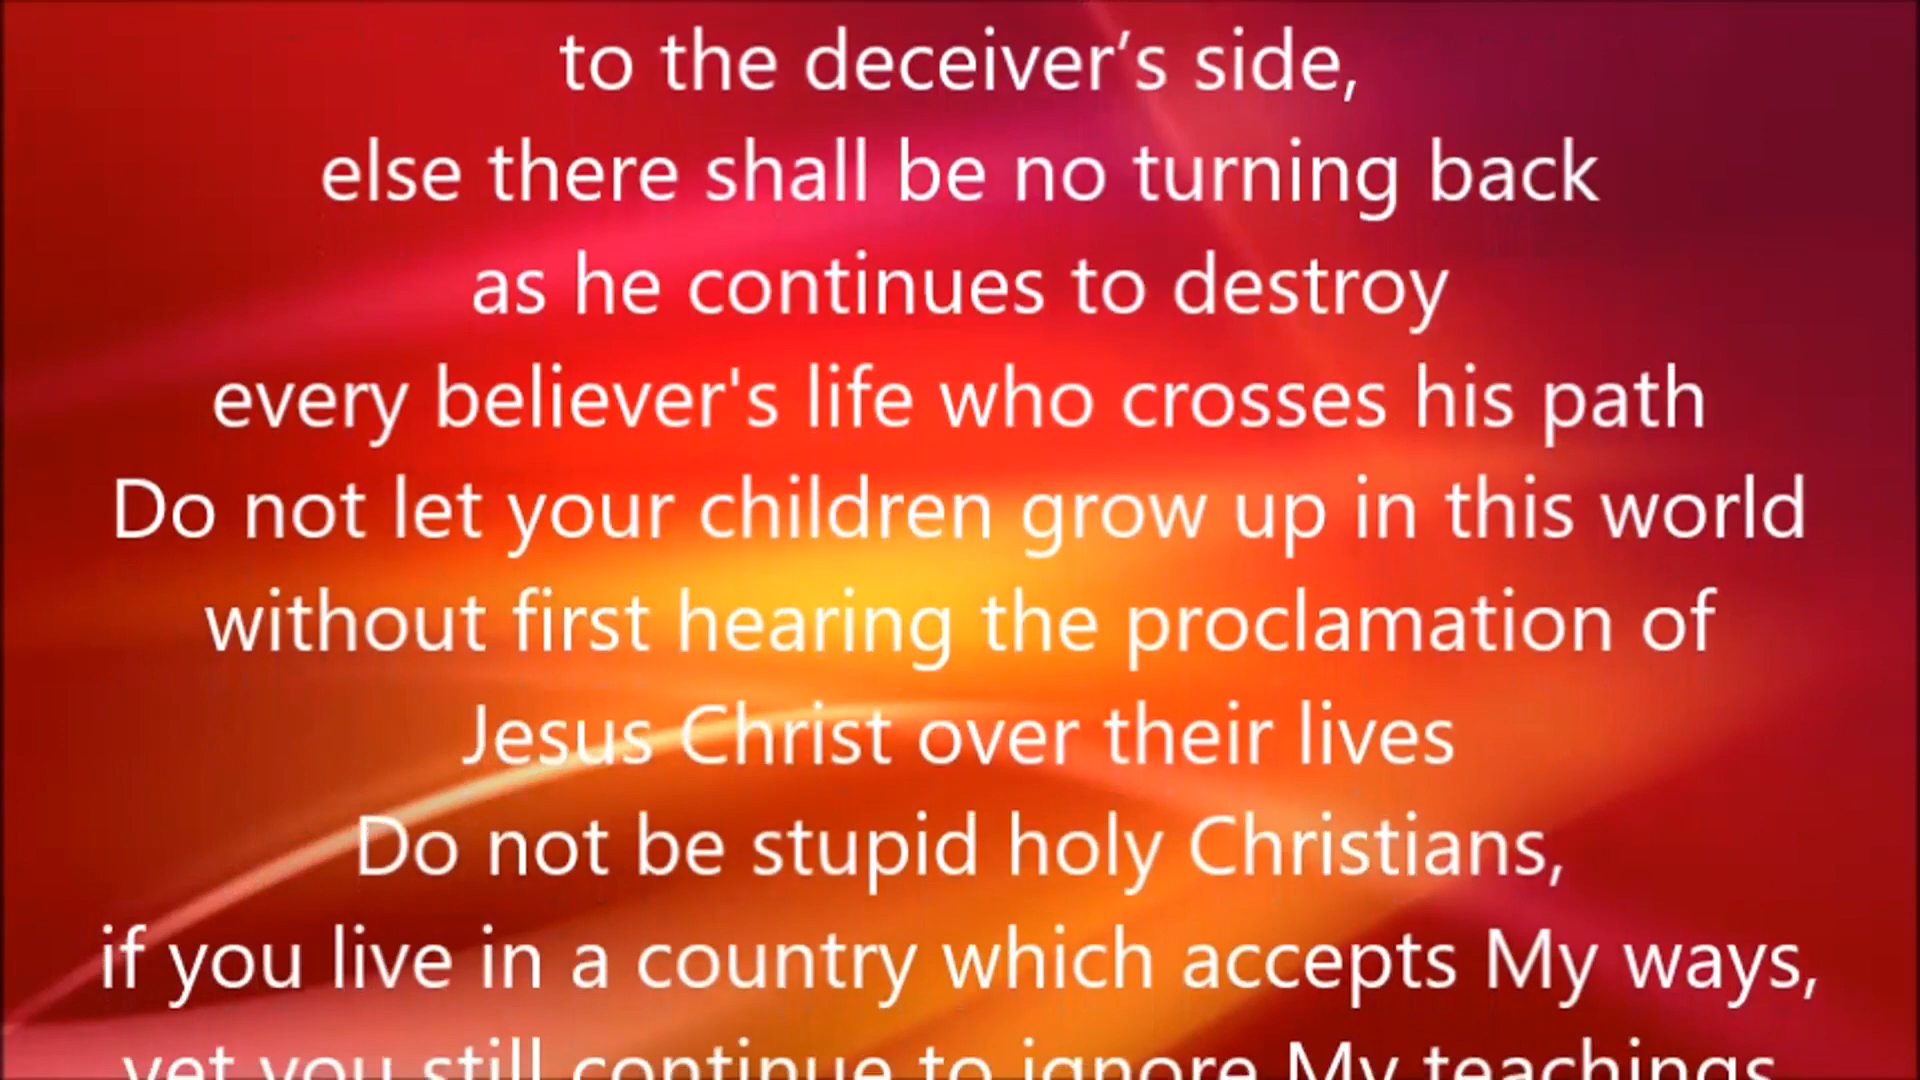 to the deceiver’s side,
else there shall be no turning back
as he continues to destroy
every believer's life who crosses his path
Do not let your children grow up in this world
without first hearing the proclamation of
Jesus Christ over their lives
Do not be stupid holy Christians,
if you live in a country which accepts My ways,
yet you still continue to ignore My teachings